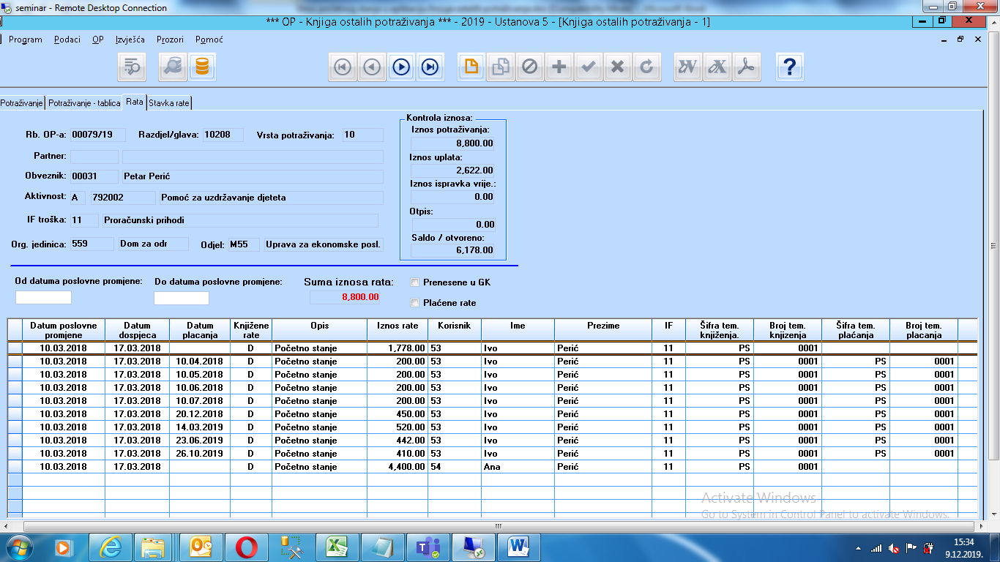 seminar - Remote Desktop Connection
*** OP - Knjiga ostalih potraživanja *** - 2019 - Ustanova 5 - [Knjiga ostalih potraživanja - 1]
Program Podaci OP Izvješća Prozori Pomoć
Potraživanje Potraživanje - tablica Rata Stavka rate
Kontrola iznosa:
Rb. OP-a: 00079/19 Razdjel/glava: 10208 Vrsta potraživanja: 10
Iznos potraživanja:
8,800.00
Partner:
Iznos uplata:
2,622.00
Obveznik: 00031 Petar Perić
Iznos ispravka vrije.:
0.00
Aktivnost: A 792002 Pomoć za uzdržavanje djeteta
Otpis:
0.00
IF troška: 11 Proračunski prihodi
Saldo / otvoreno:
6,178.00
Org. jedinica: 559 Dom za odr Odjel: M55 Uprava za ekonomske posl.
Od datuma poslovne promjene: Do datuma poslovne promjene: Suma iznosa rata: Prenesene u GK
8,800.00 Plaćene rate
Datum poslovne promjene Datum dospjeca Datum placanja Knjižene rate Opis Iznos rate Korisnik Ime Prezime IF Šifra tem. knjiženja. Broj tem. knjizenja Šifra tem. plaćanja Broj tem. placanja
10.03.2018 17.03.2018 D Početno stanje 1,778.00 53 Ivo Perić 11 PS 0001
10.03.2018 17.03.2018 10.04.2018 D Početno stanje 200.00 53 Ivo Perić 11 PS 0001 PS 0001
10.03.2018 17.03.2018 10.05.2018 D Početno stanje 200.00 53 Ivo Perić 11 PS 0001 PS 0001
10.03.2018 17.03.2018 10.06.2018 D Početno stanje 200.00 53 Ivo Perić 11 PS 0001 PS 0001
10.03.2018 17.03.2018 10.07.2018 D Početno stanje 200.00 53 Ivo Perić 11 PS 0001 PS 0001
10.03.2018 17.03.2018 20.12.2018 D Početno stanje 450.00 53 Ivo Perić 11 PS 0001 PS 0001
10.03.2018 17.03.2018 14.03.2019 D Početno stanje 520.00 53 Ivo Perić 11 PS 0001 PS 0001
10.03.2018 17.03.2018 23.06.2019 D Početno stanje 442.00 53 Ivo Perić 11 PS 0001 PS 0001
10.03.2018 17.03.2018 26.10.2019 D Početno stanje 410.00 53 Ivo Perić 11 PS 0001 PS 0001
10.03.2018 17.03.2018 D Početno stanje 4,400.00 54 Ana Perić 11 PS 0001
Activate Windows
Go to System in Control Panel to activate Windows.
15:34
9.12.2019.